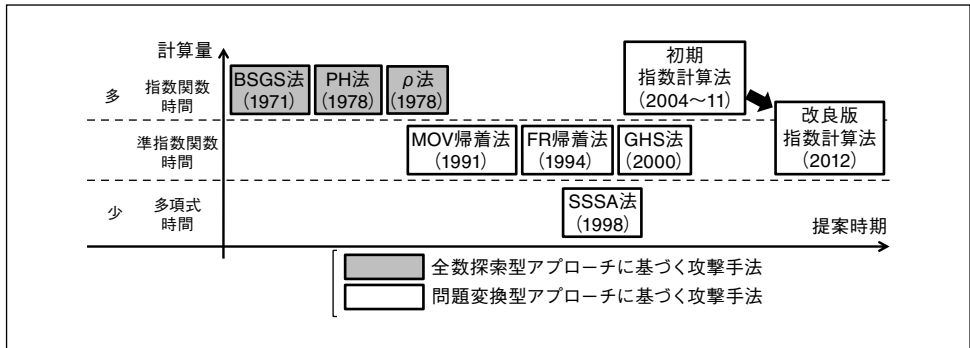 計算量
多
指数関数
時間
BSGS法
(1971)
PH法
(1978)
ρ法
(1978)
初期
指数計算法
(2004～11)
準指数関数
時間
MOV帰着法
(1991)
FR帰着法
(1994)
GHS法
(2000)
改良版
指数計算法
(2012)
少
多項式
時間
SSSA法
(1998)
提案時期
全数探索型アプローチに基づく攻撃手法
問題変換型アプローチに基づく攻撃手法